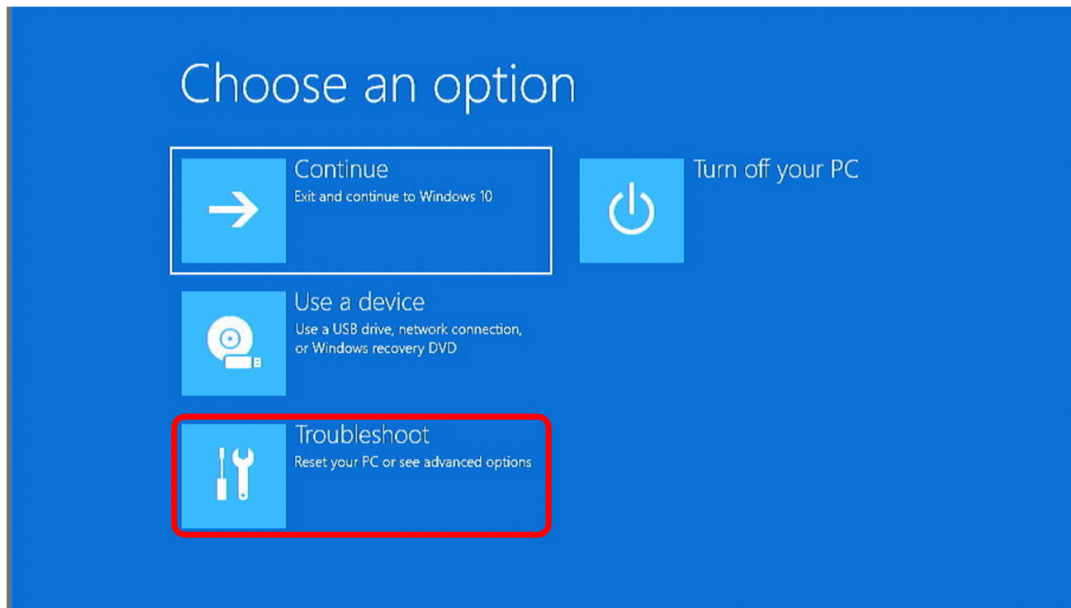 Choose an option
Continue
Exit and continue to Windows 10
Turn off your PC
Use a device
Use a USB drive, network connection,
or Windows recovery DVD
Troubleshoot
Reset your PC or see advanced options